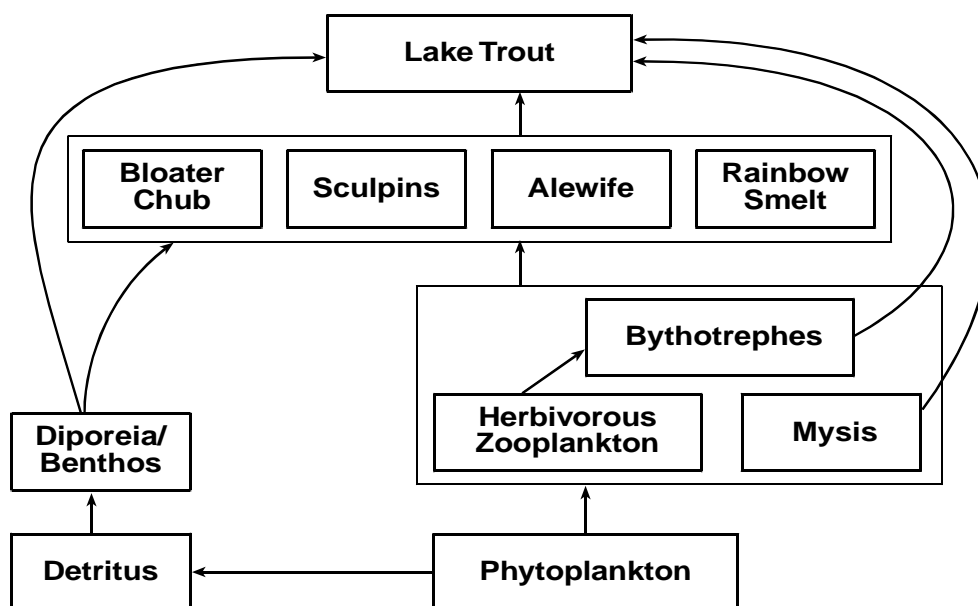 Lake Trout
Bloater
Chub
Sculpins
Alewife
Rainbow
Smelt
Bythotrephes
Herbivorous
Zooplankton
Mysis
Diporeia/
Benthos
Detritus
Phytoplankton